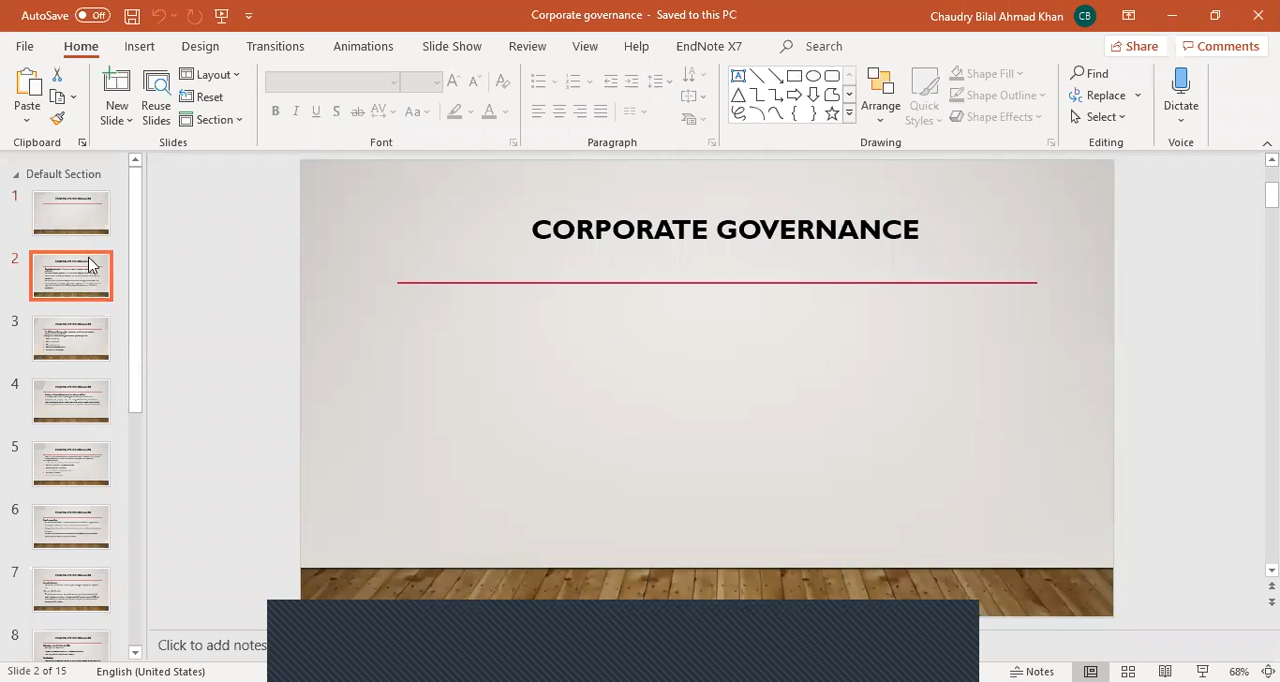 AutoSave Off
Corporate governance - Saved to this PC
Chaudry Bilal Ahmad Khan CB
File Home Insert Design Transitions Animations Slide Show Review View Help EndNote X7 Search Share Comments
Paste
New Slide
Reuse Slides
Layout
Reset
Section
B I U S ab AV Aa A
Arrange
Quick Styles
Shape Fill
Shape Outline
Shape Effects
Find
Replace
Select
Dictate
Clipboard Slides Font Paragraph Drawing Editing Voice
Default Section
1
2
3
4
5
6
7
8
CORPORATE GOVERNANCE
Click to add notes
Slide 2 of 15 English (United States) Notes 68%